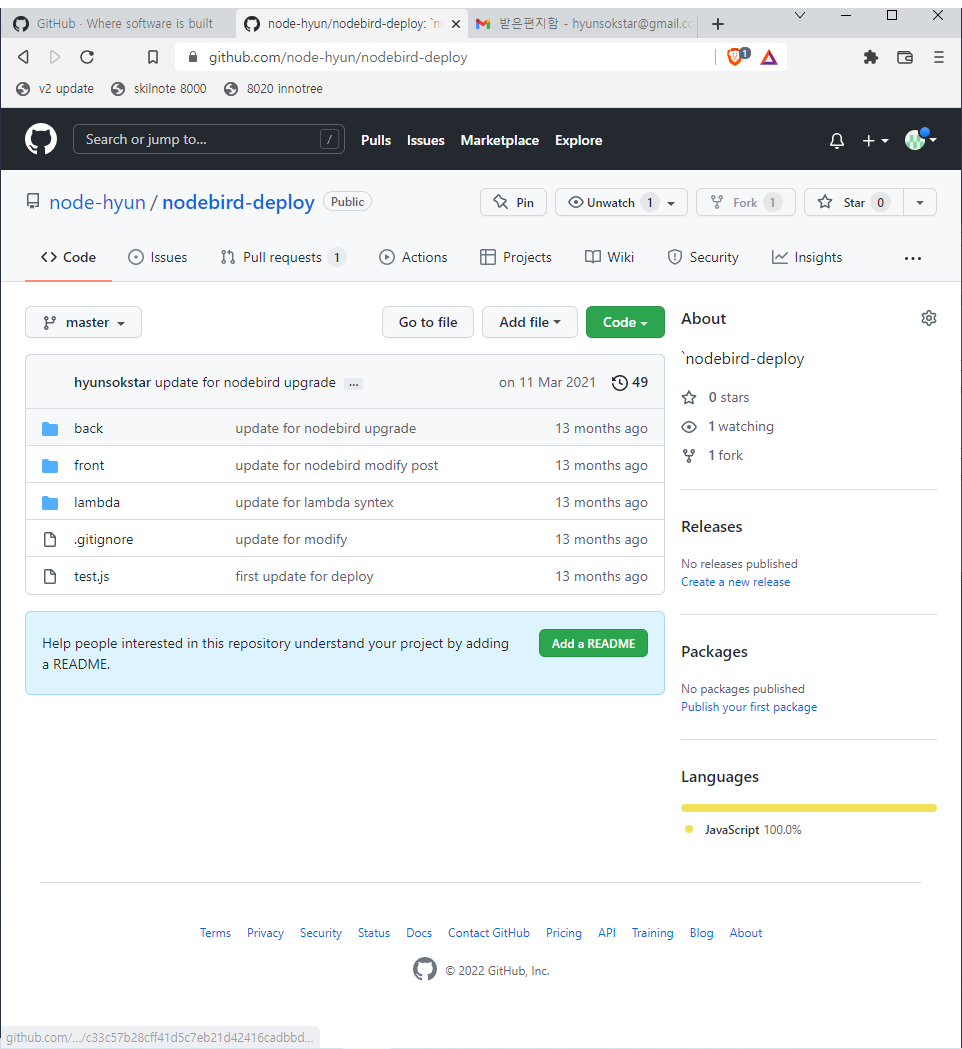 GitHub · Where software is built
node-hyun/nodebird-deploy: `n
받은편지함 - hyunsokstar@gmail.cc
github.com/node-hyun/nodebird-deploy
1
v2 update
skilnote 8000
8020 innotree
Search or jump to...
/
Pulls
Issues
Marketplace
Explore
node-hyun / nodebird-deploy
Public
Pin
Unwatch 1
Fork 1
Star 0
Code
Issues
Pull requests 1
Actions
Projects
Wiki
Security
Insights
...
master
Go to file
Add file
Code
hyunsokstar update for nodebird upgrade ...
on 11 Mar 2021
49
back update for nodebird upgrade 13 months ago
front update for nodebird modify post 13 months ago
lambda update for lambda syntex 13 months ago
.gitignore update for modify 13 months ago
test.js first update for deploy 13 months ago
Help people interested in this repository understand your project by adding
a README.
Add a README
About
`nodebird-deploy
0 stars
1 watching
1 fork
Releases
No releases published
Create a new release
Packages
No packages published
Publish your first package
Languages
JavaScript 100.0%
Terms
Privacy
Security
Status
Docs
Contact GitHub
Pricing
API
Training
Blog
About
© 2022 GitHub, Inc.
github.com/.../c33c57b28cff41d5c7eb21d42416cadbbd...